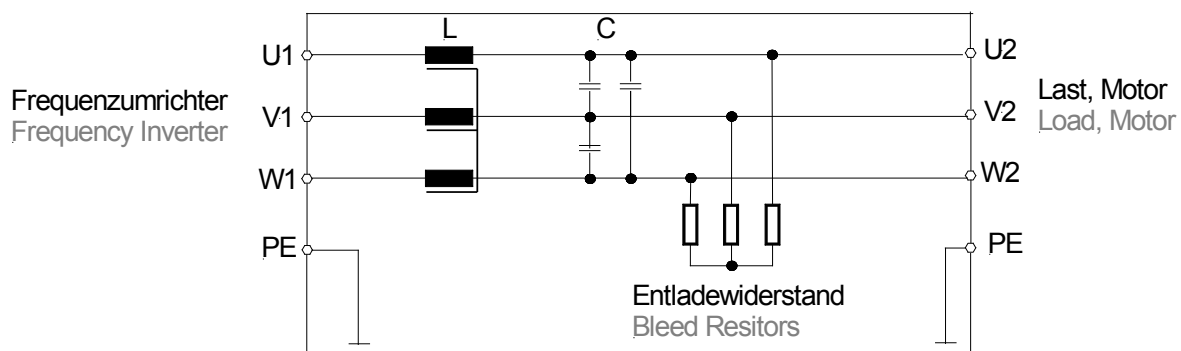 L
C
U1
U2
Frequenzumrichter
Frequency Inverter
V1
V2
Last, Motor
Load, Motor
W1
W2
PE
PE
Entladewiderstand
Bleed Resitors